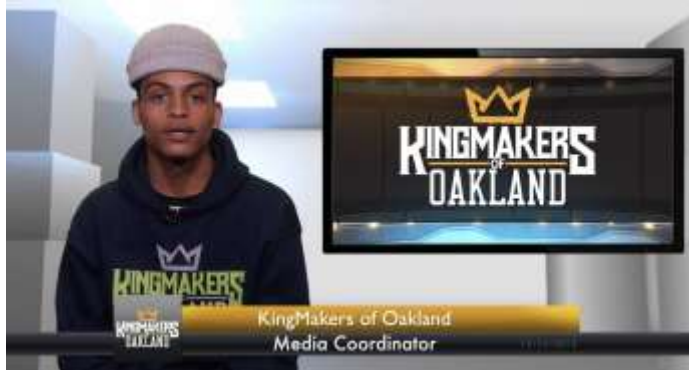 KINGMAKERS
OF
OAKLAND
KINGMAKERS
KingMakers of Oakland
Media Coordinator
KINGMAKERS
OAKLAND